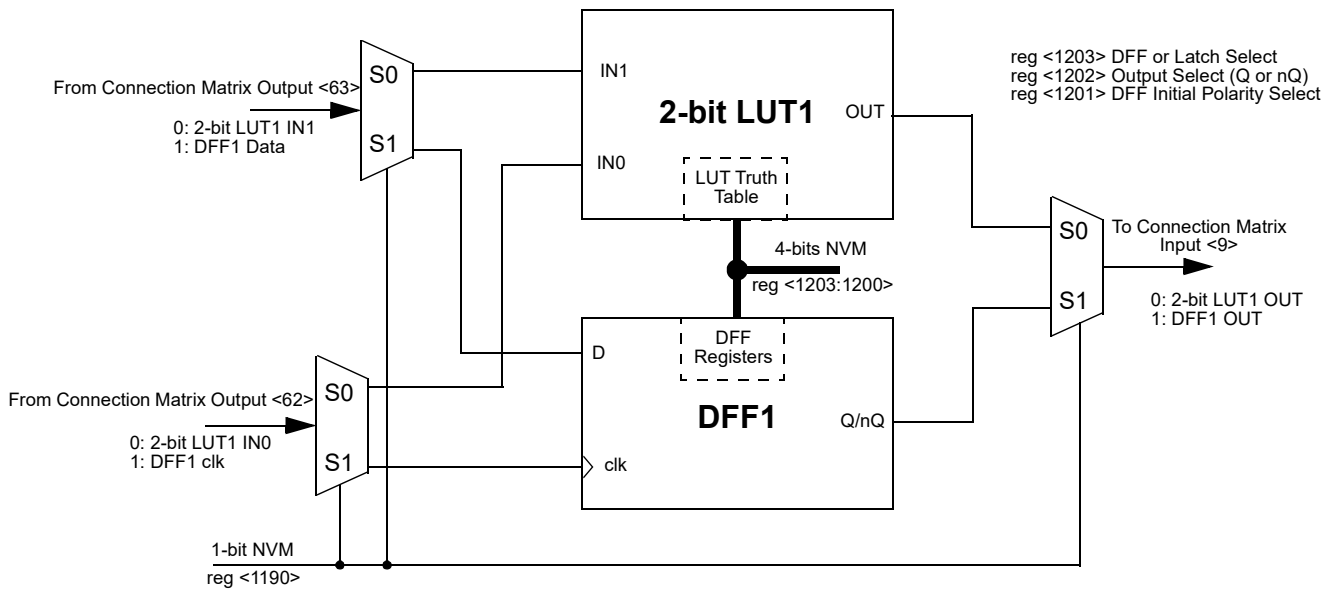 S0
From Connection Matrix Output <63>
0: 2-bit LUT1 IN1
1: DFF1 Data
S1
IN1
2-bit LUT1
OUT
IN0
LUT Truth
Table
reg <1203> DFF or Latch Select
reg <1202> Output Select (Q or nQ)
reg <1201> DFF Initial Polarity Select
4-bits NVM
reg <1203:1200>
S0
S1
To Connection Matrix
Input <9>
0: 2-bit LUT1 OUT
1: DFF1 OUT
From Connection Matrix Output <62>
0: 2-bit LUT1 IN0
1: DFF1 clk
S0
S1
D
DFF
Registers
DFF1
Q/nQ
clk
1-bit NVM
reg <1190>